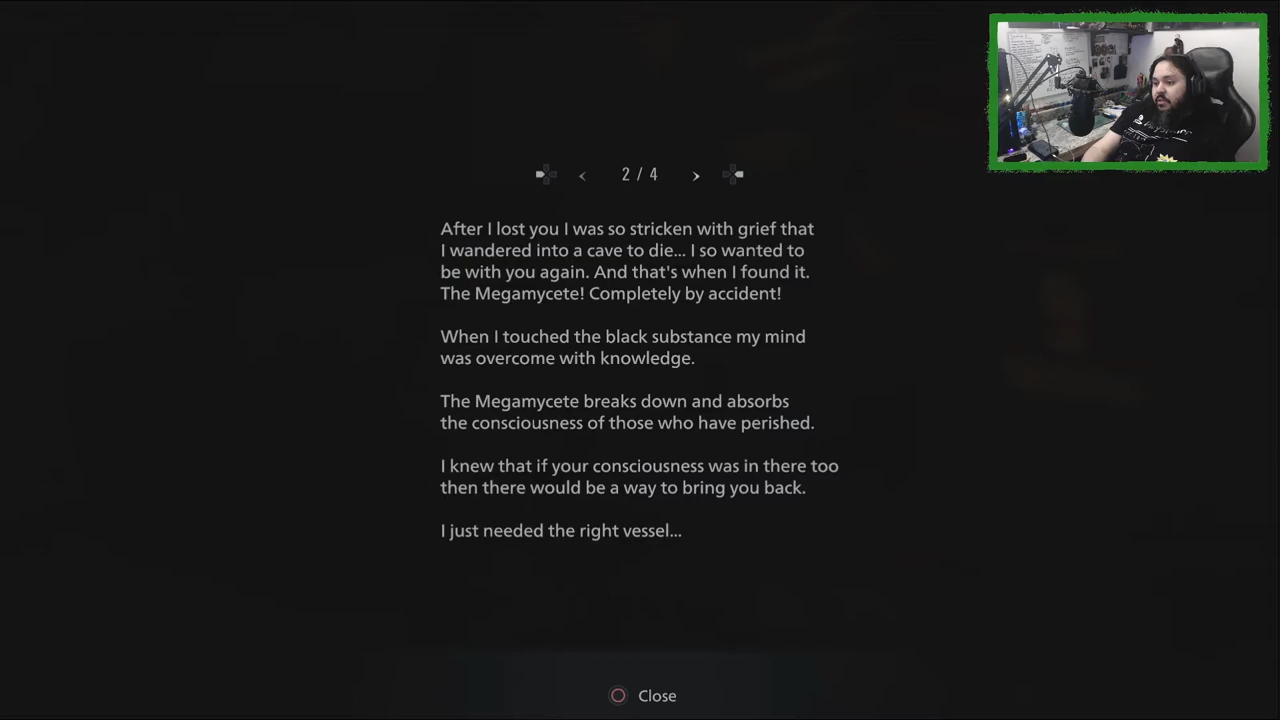 2 / 4
After I lost you I was so stricken with grief that
I wandered into a cave to die... I so wanted to
be with you again. And that's when I found it.
The Megamycete! Completely by accident!
When I touched the black substance my mind
was overcome with knowledge.
The Megamycete breaks down and absorbs
the consciousness of those who have perished.
I knew that if your consciousness was in there too
then there would be a way to bring you back.
I just needed the right vessel...
Close